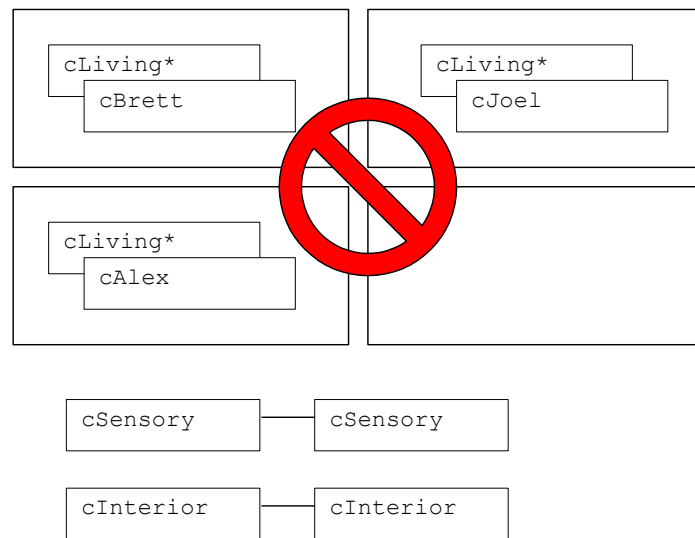 cLiving*
cBrett
cLiving*
cJoel
cLiving*
cAlex
cSensory
cSensory
cInterior
cInterior